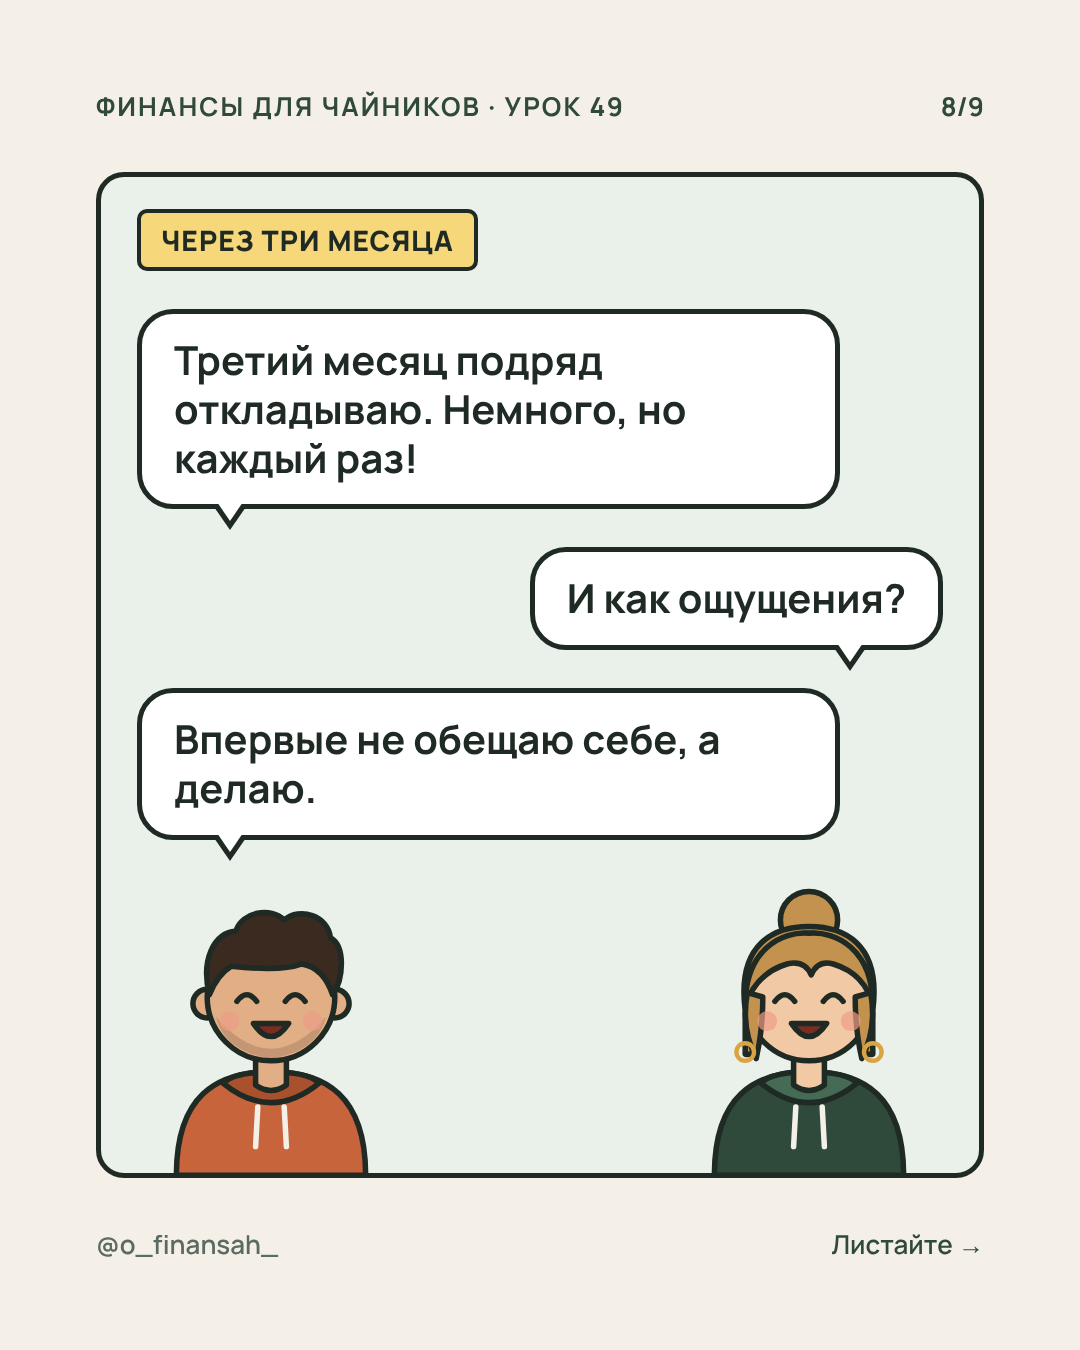 ФИНАНСЫ ДЛЯ ЧАЙНИКОВ · УРОК 49
8/9
ЧЕРЕЗ ТРИ МЕСЯЦА
Третий месяц подряд
откладываю. Немного, но
каждый раз!
И как ощущения?
Впервые не обещаю себе, а
делаю.
@o_finansah_
Листайте →